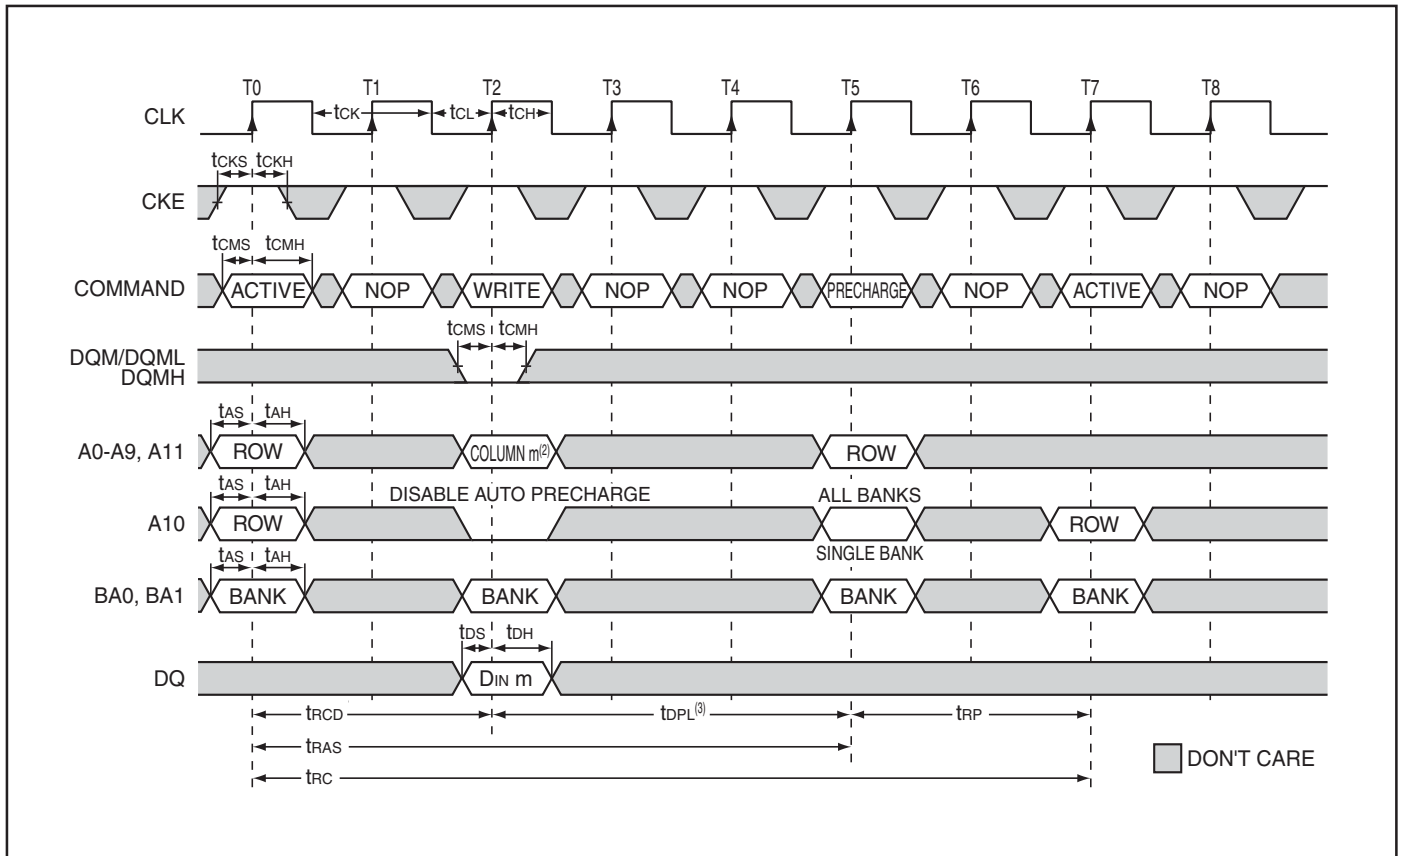 T0 T1 T2 T3 T4 T5 T6 T7 T8
CLK tCK tCL tCH
tCKS tCKH
CKE
tCMS tCMH
COMMAND ACTIVE NOP WRITE NOP NOP PRECHARGE NOP ACTIVE NOP
tCMS tCMH
DQM/DQML
DQMH
tAS tAH
A0-A9, A11 ROW COLUMN m(2) ROW
tAS tAH DISABLE AUTO PRECHARGE ALL BANKS
A10 ROW ROW
tAS tAH SINGLE BANK
BA0, BA1 BANK BANK BANK BANK
tDS tDH
DQ DIN m
tRCD tDPL(3) tRP
tRAS
tRC
DON'T CARE